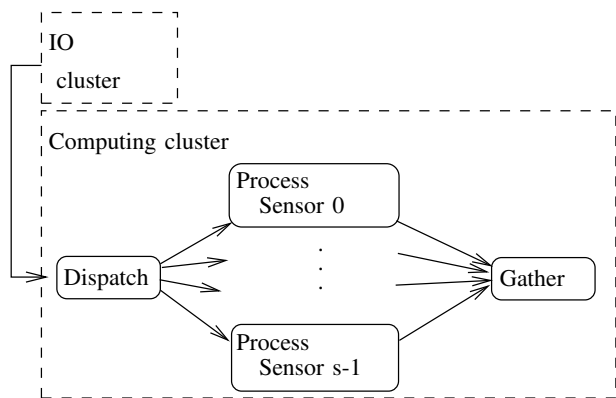 IO
cluster
Computing cluster
Process
Sensor 0
.
.
.
Dispatch
Gather
Process
Sensor s-1